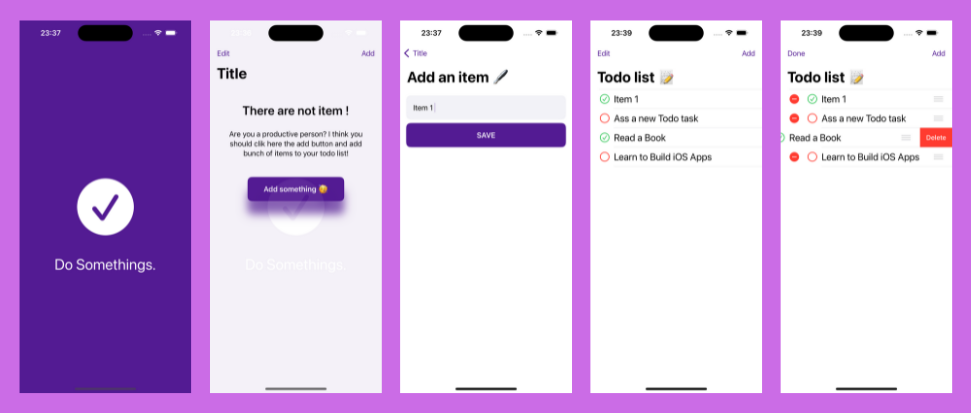 23:37
Do Somethings.
Edit Add
Title
There are not item !
Are you a productive person? I think you
should clik here the add button and add
bunch of items to your todo list!
Add something
Do Somethings
23:37
Title
Add an item
Item 1
SAVE
23:39
Edit Add
Todo list
Item 1
Ass a new Todo task
Read a Book
Learn to Build iOS Apps
23:39
Done Add
Todo list
Item 1
Ass a new Todo task
Read a Book Delete
Learn to Build iOS Apps